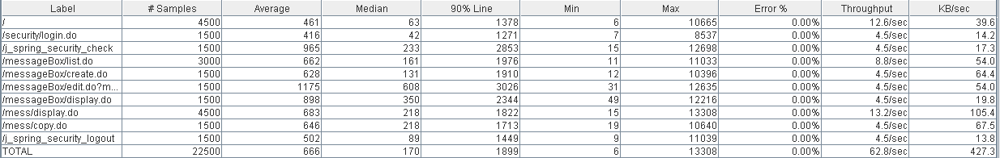 Label # Samples Average Median 90% Line Min Max Error % Throughput KB/sec
/ 4500 461 63 1378 6 10665 0.00% 12.6/sec 39.6
/security/login.do 1500 416 42 1271 7 8537 0.00% 4.5/sec 14.2
/j_spring_security_check 1500 965 233 2853 15 12698 0.00% 4.5/sec 17.3
/messageBox/list.do 3000 662 161 1976 11 11033 0.00% 8.8/sec 54.0
/messageBox/create.do 1500 628 131 1910 12 10396 0.00% 4.5/sec 64.4
/messageBox/edit.do?m... 1500 1175 608 3026 31 12635 0.00% 4.5/sec 54.0
/messageBox/display.do 1500 898 350 2344 49 12216 0.00% 4.5/sec 19.8
/mess/display.do 4500 683 218 1822 15 13308 0.00% 13.2/sec 105.4
/mess/copy.do 1500 646 218 1713 19 10640 0.00% 4.5/sec 67.5
/j_spring_security_logout 1500 502 89 1449 9 11039 0.00% 4.5/sec 13.8
TOTAL 22500 666 170 1899 6 13308 0.00% 62.8/sec 427.3